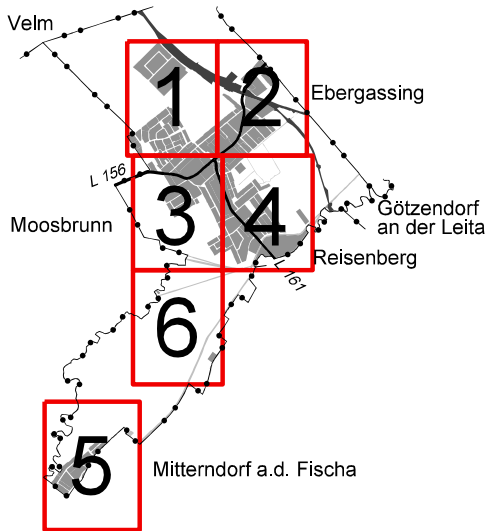 Velm
1
2
Ebergassing
L 156
3
4
Moosbrunn
Götzendorf
an der Leita
Reisenberg
L 161
6
5
Mitterndorf a.d. Fischa